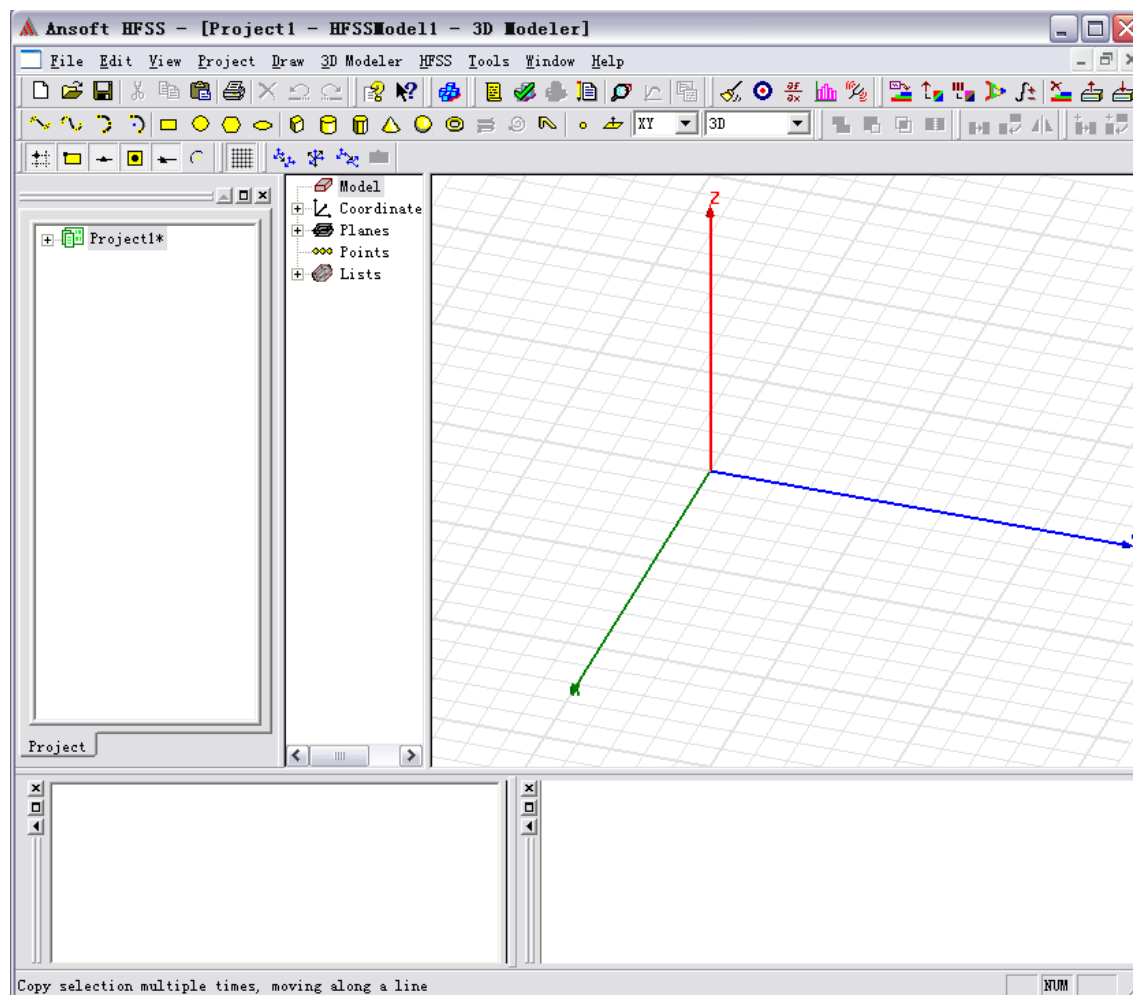 Ansoft HFSS - [Project1 - HFSSModel1 - 3D Modeler]
File Edit View Project Draw 3D Modeler HFSS Tools Window Help
XY 3D
Model
Coordinate
Planes
Points
Lists
Project1*
Z
X
Project
Copy selection multiple times, moving along a line
NUM